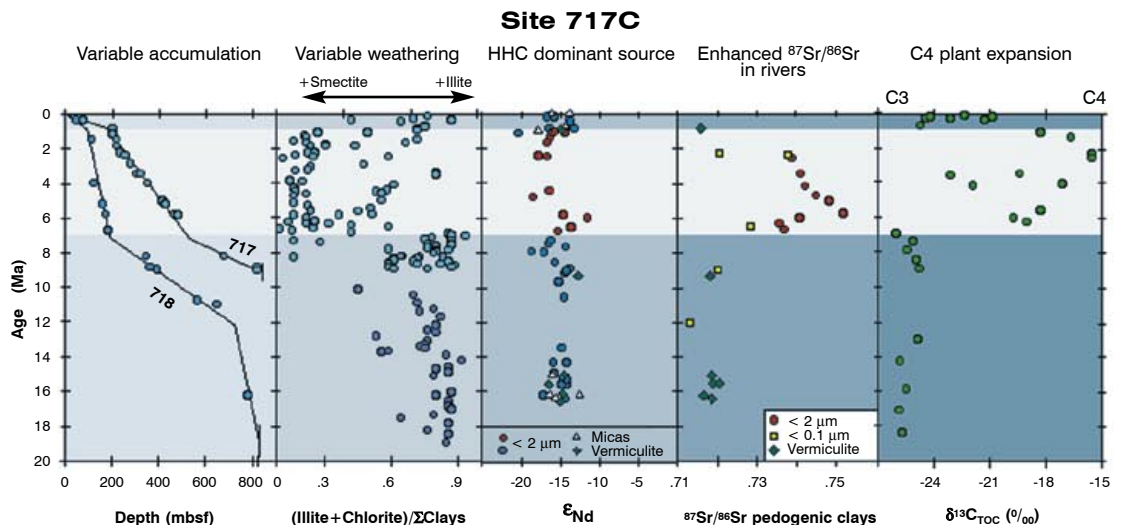 Site 717C
Variable accumulation
Variable weathering
HHC dominant source
Enhanced ⁸⁷Sr/⁸⁶Sr
in rivers
C4 plant expansion
+Smectite
+Illite
C3
C4
0
2
4
6
8
10
12
14
16
18
20
Age (Ma)
717
718
< 2 µm
Micas
Vermiculite
< 2 µm
< 0.1 µm
Vermiculite
0 200 400 600 800
0 .3 .6 .9
-20 -15 -10 -5
.71 .73 .75
-24 -21 -18 -15
Depth (mbsf)
(Illite+Chlorite)/ΣClays
εNd
⁸⁷Sr/⁸⁶Sr pedogenic clays
δ¹³CTOC (⁰/₀₀)